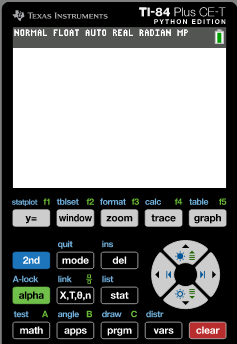 TEXAS INSTRUMENTS TI-84 Plus CE-T
PYTHON EDITION
NORMAL FLOAT AUTO REAL RADIAN MP
statplot f1 tblset f2 format f3 calc f4 table f5
y= window zoom trace graph
quit ins
2nd mode del
A-lock link list
alpha X,T,θ,n stat
test A angle B draw C distr
math apps prgm vars clear